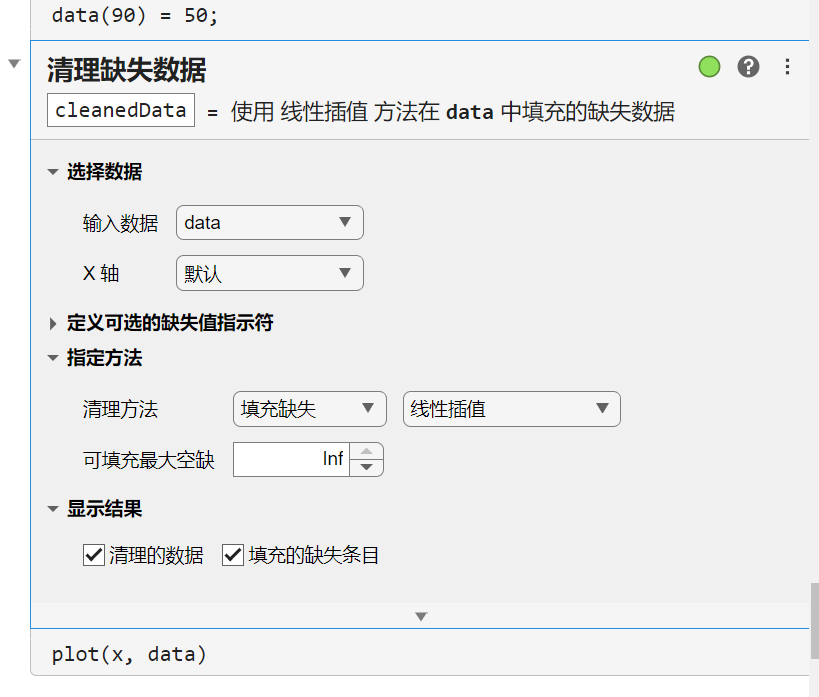 data(90) = 50;
清理缺失数据
cleanedData = 使用 线性插值 方法在 data 中填充的缺失数据
选择数据
输入数据 data
X 轴 默认
定义可选的缺失值指示符
指定方法
清理方法 填充缺失 线性插值
可填充最大空缺 Inf
显示结果
清理的数据 填充的缺失条目
plot(x, data)